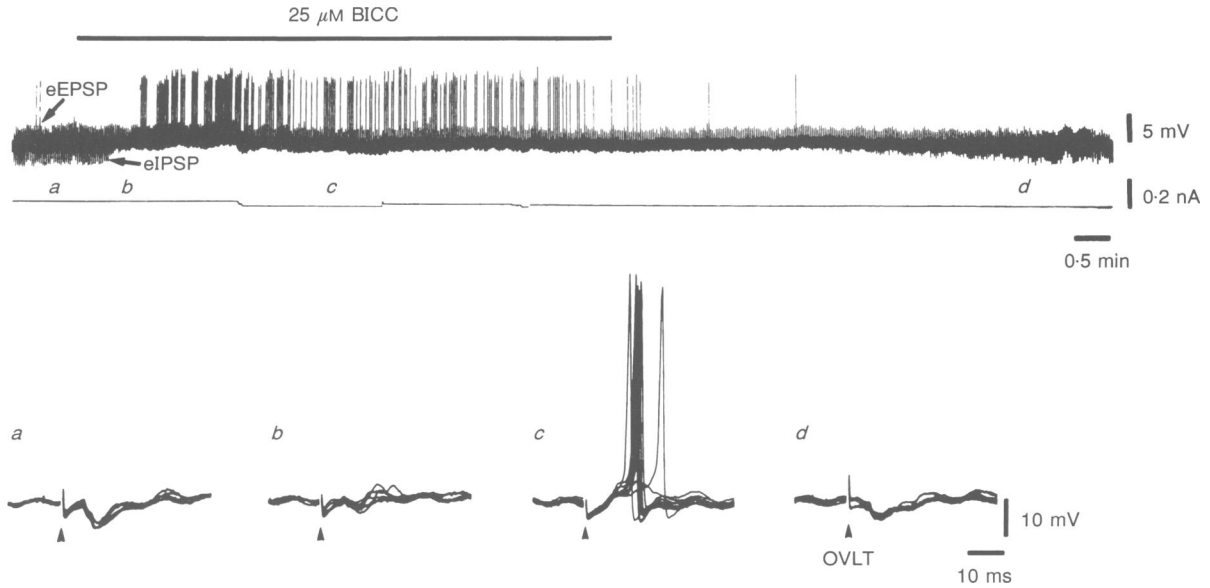 25 μM BICC
eEPSP
5 mV
eIPSP
a b c d
0·2 nA
0·5 min
a b c d
10 mV
OVLT
10 ms